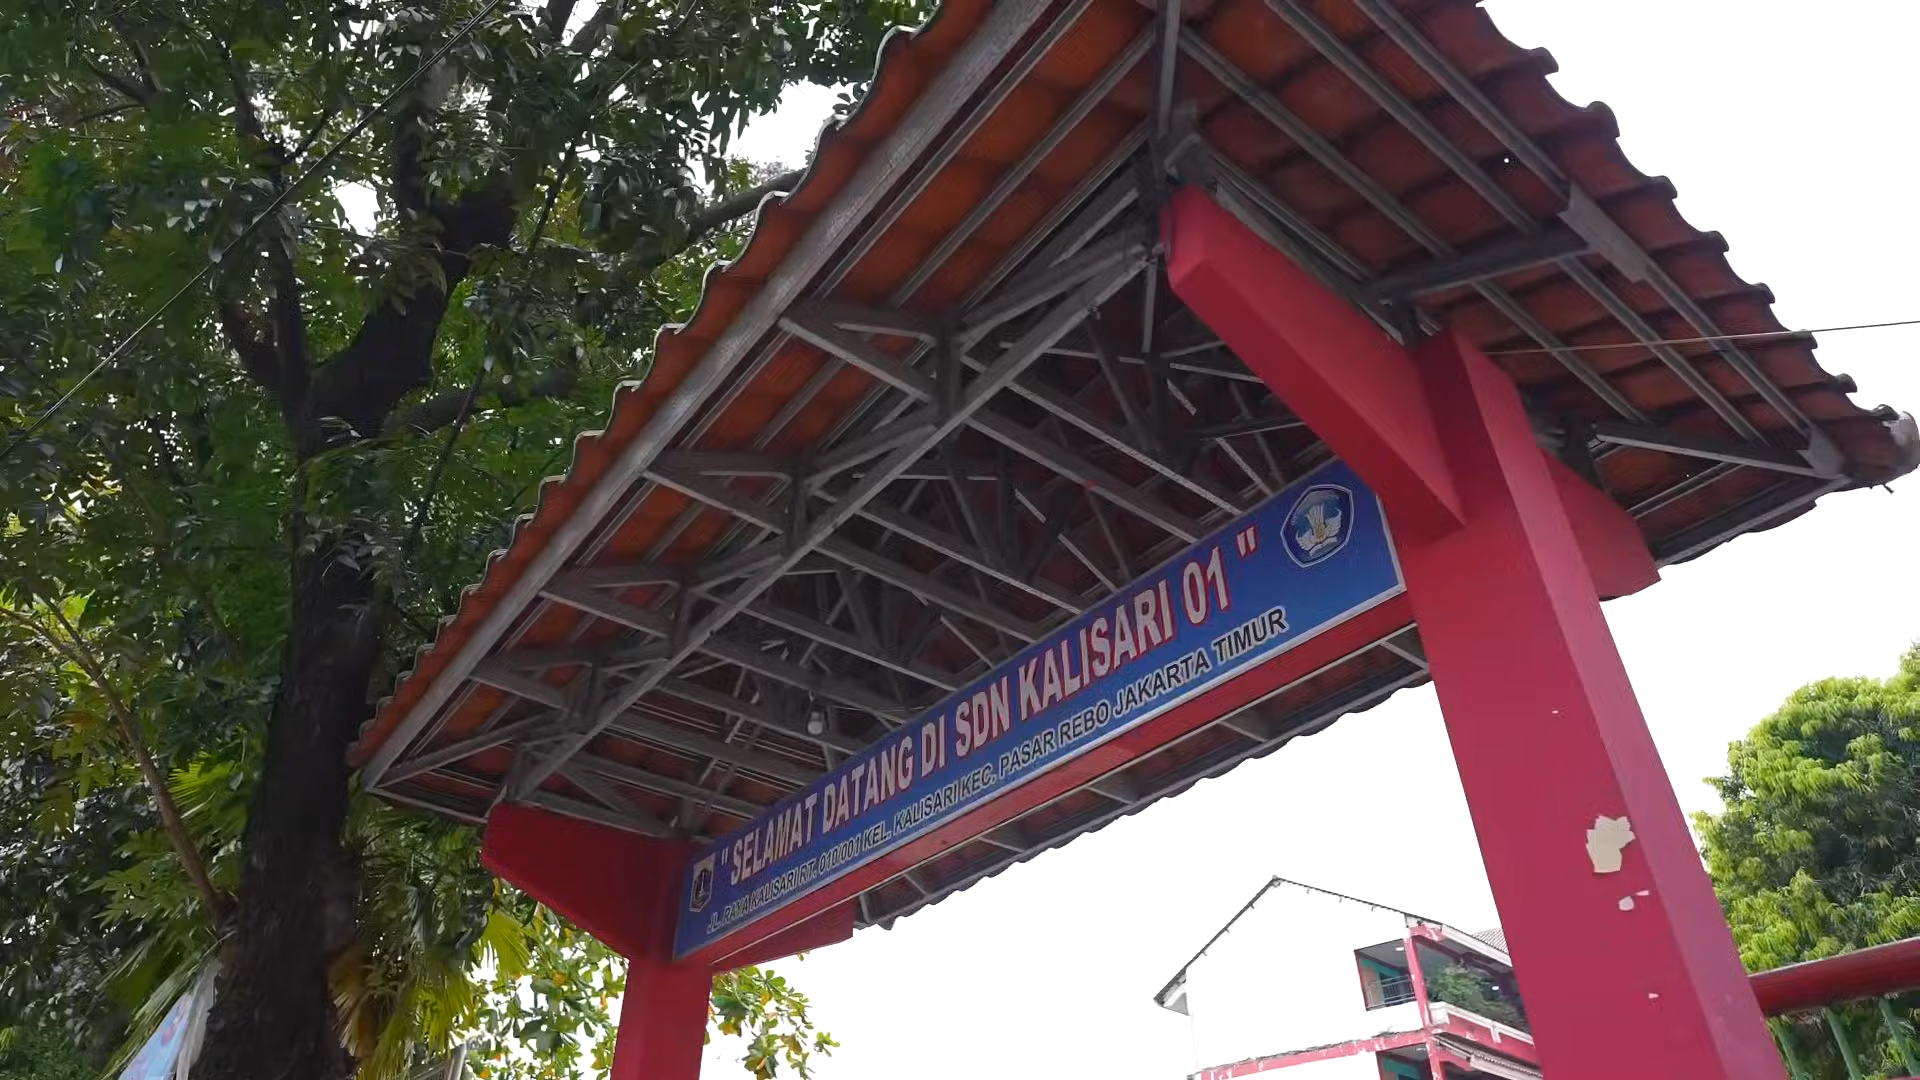 " SELAMAT DATANG DI SDN KALISARI 01 "
JL. RAYA KALISARI RT. 010/001 KEL. KALISARI KEC. PASAR REBO JAKARTA TIMUR